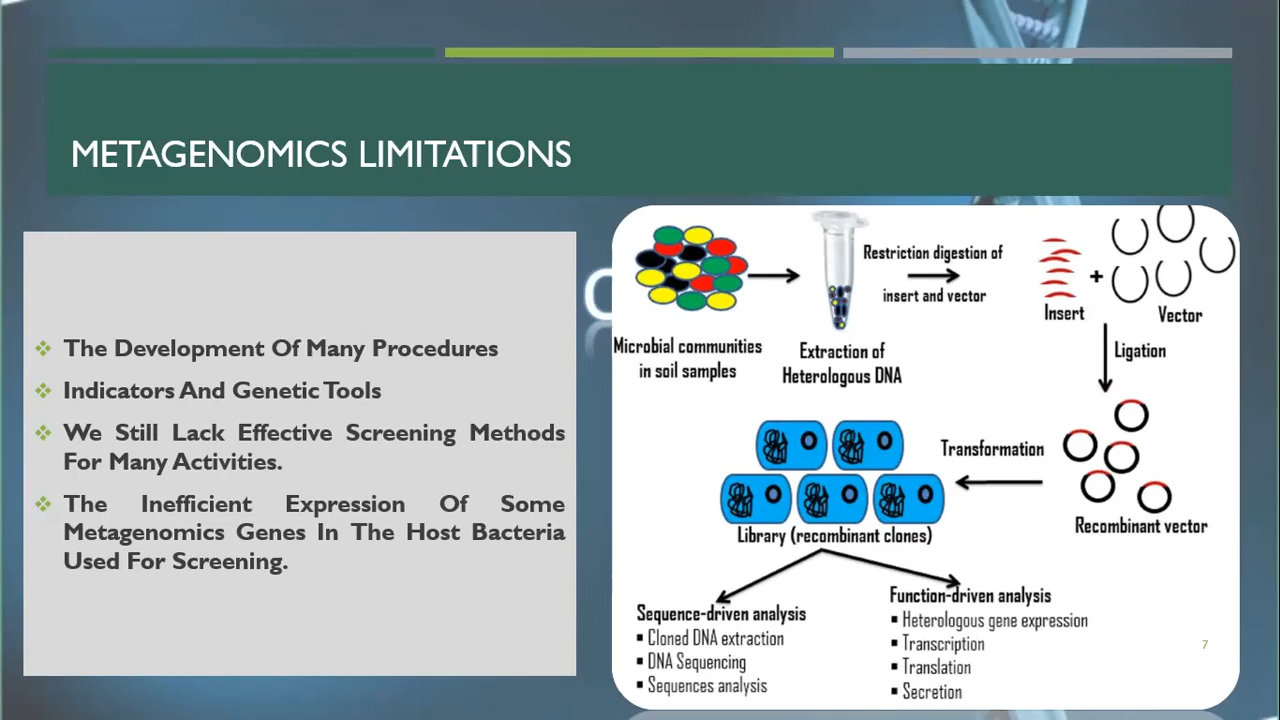 METAGENOMICS LIMITATIONS
The Development Of Many Procedures
Indicators And Genetic Tools
We Still Lack Effective Screening Methods
For Many Activities.
The Inefficient Expression Of Some
Metagenomics Genes In The Host Bacteria
Used For Screening.
Microbial communities
in soil samples
Extraction of
Heterologous DNA
Restriction digestion of
insert and vector
+
Insert
Vector
Ligation
Recombinant vector
Transformation
Library (recombinant clones)
Sequence-driven analysis
▪ Cloned DNA extraction
▪ DNA Sequencing
▪ Sequences analysis
Function-driven analysis
▪ Heterologous gene expression
▪ Transcription
▪ Translation
▪ Secretion
7